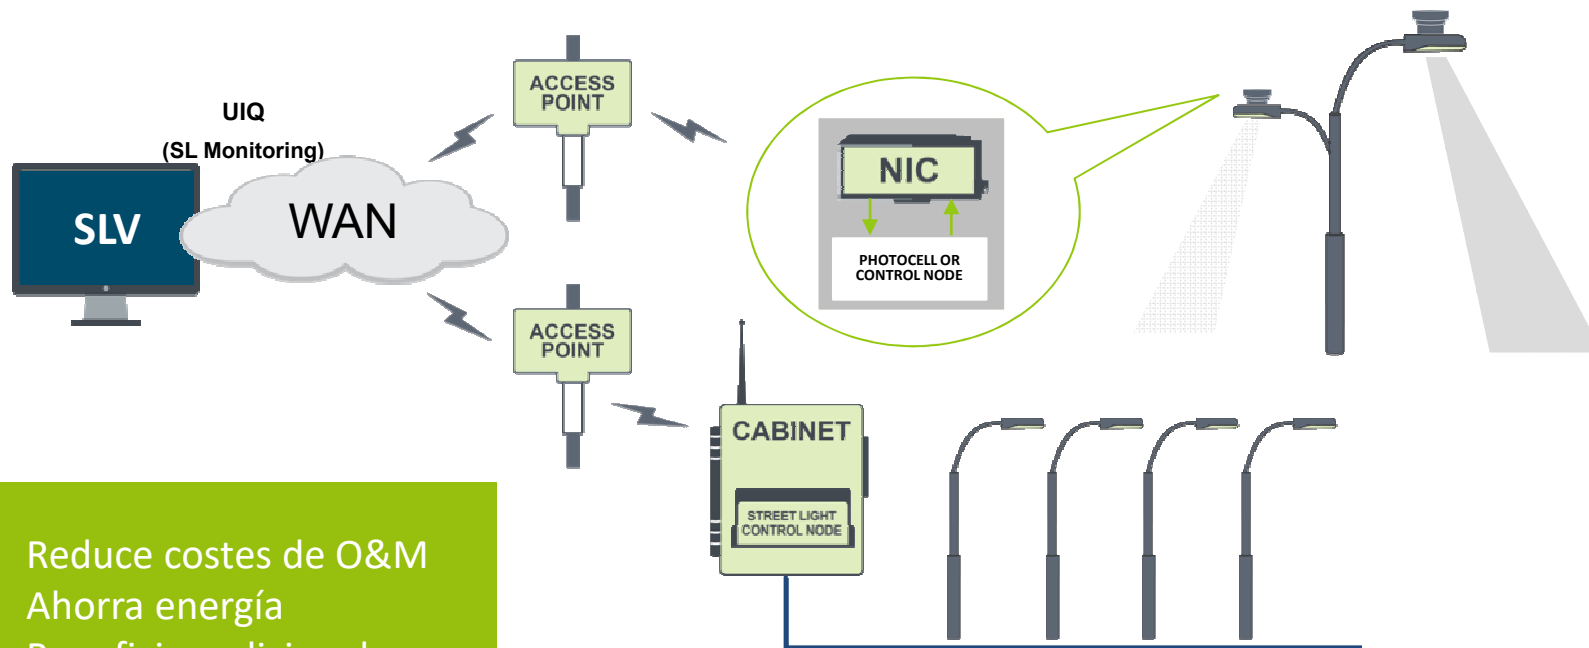 UIQ
(SL Monitoring)
SLV
WAN
ACCESS
POINT
NIC
PHOTOCELL OR
CONTROL NODE
ACCESS
POINT
CABINET
STREET LIGHT
CONTROL NODE
Reduce costes de O&M
Ahorra energía